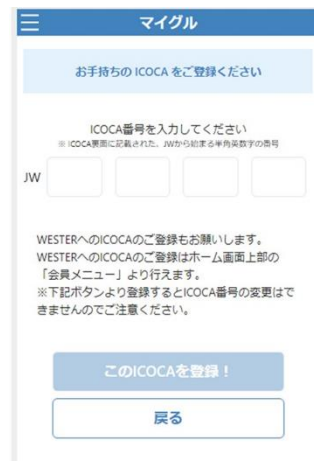 マイグル
お手持ちの ICOCA をご登録ください
ICOCA番号を入力してください
※ ICOCA裏面に記載された、JWから始まる半角英数字の番号
JW
WESTERへのICOCAのご登録もお願いします。
WESTERへのICOCAのご登録はホーム画面上部の
「会員メニュー」より行えます。
※下記ボタンより登録するとICOCA番号の変更はで
きませんのでご注意ください。
このICOCAを登録！
戻る